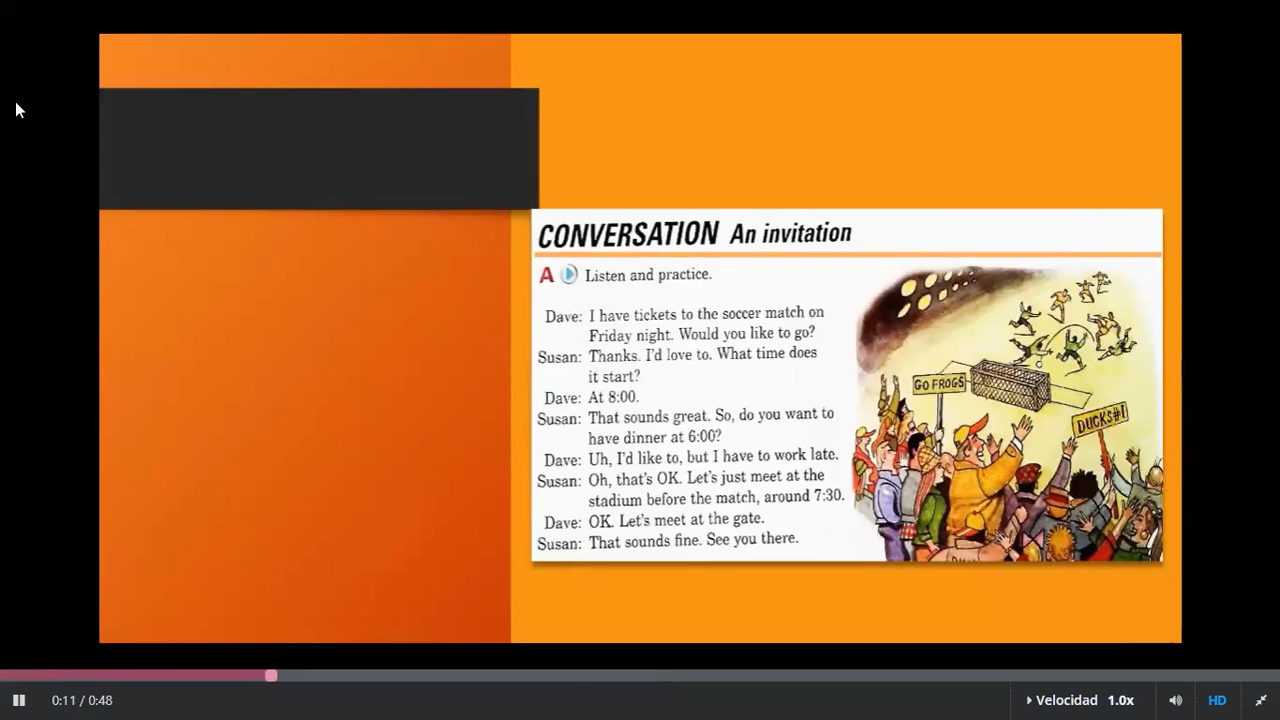 CONVERSATION An invitation
A Listen and practice.
Dave: I have tickets to the soccer match on
Friday night. Would you like to go?
Susan: Thanks. I'd love to. What time does
it start?
Dave: At 8:00.
Susan: That sounds great. So, do you want to
have dinner at 6:00?
Dave: Uh, I'd like to, but I have to work late.
Susan: Oh, that's OK. Let's just meet at the
stadium before the match, around 7:30.
Dave: OK. Let's meet at the gate.
Susan: That sounds fine. See you there.
GO FROGS
DUCKS#1
0:11 / 0:48
Velocidad 1.0x
HD